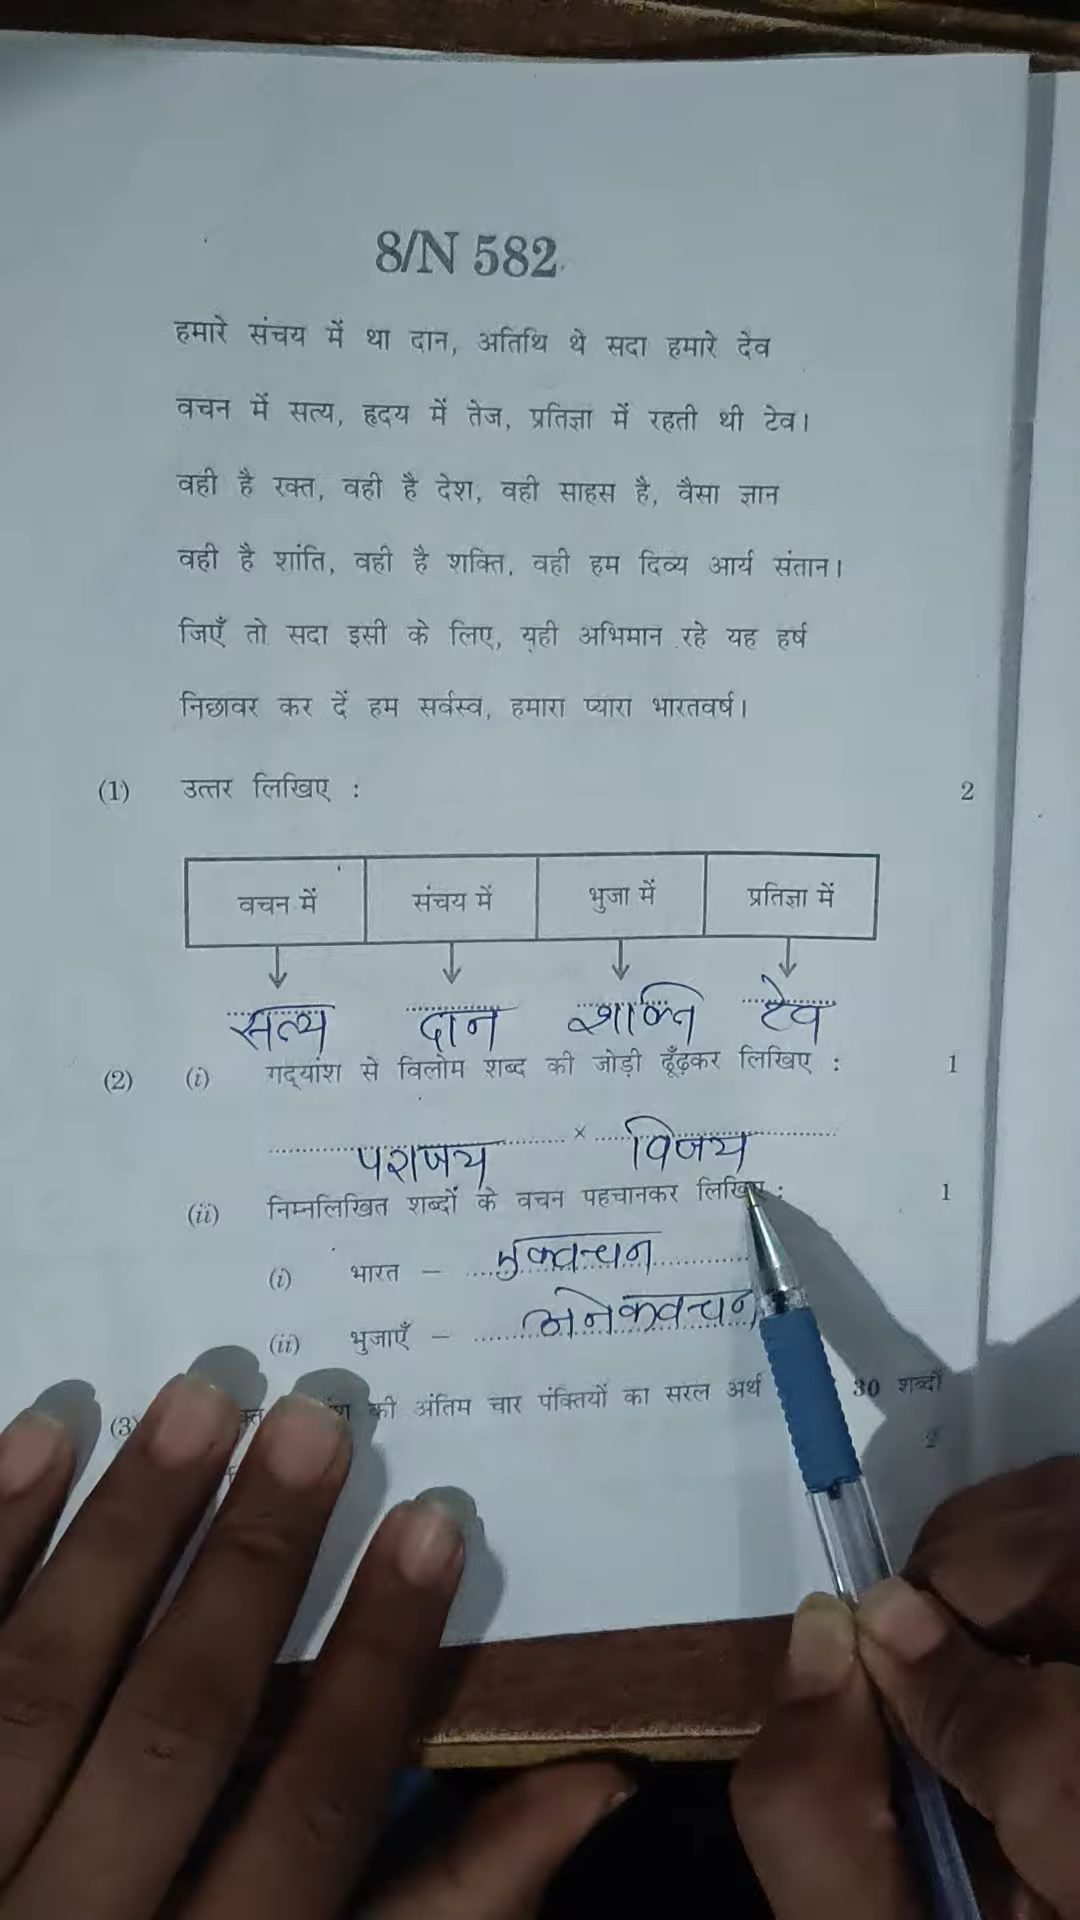 8/N 582
हमारे संचय में था दान, अतिथि थे सदा हमारे देव
वचन में सत्य, हृदय में तेज, प्रतिज्ञा में रहती थी टेव।
वही है रक्त, वही है देश, वही साहस है, वैसा ज्ञान
वही है शांति, वही है शक्ति, वही हम दिव्य आर्य संतान।
जिएँ तो सदा इसी के लिए, यही अभिमान रहे यह हर्ष
निछावर कर दें हम सर्वस्व, हमारा प्यारा भारतवर्ष।
(1) उत्तर लिखिए : 2
वचन में संचय में भुजा में प्रतिज्ञा में
सत्य दान शक्ति टेव
(2) (i) गद्यांश से विलोम शब्द की जोड़ी ढूँढ़कर लिखिए : 1
पराजय × विजय
(ii) निम्नलिखित शब्दों के वचन पहचानकर लिखिए : 1
(i) भारत – एकवचन
(ii) भुजाएँ – अनेकवचन
(3) की अंतिम चार पंक्तियों का सरल अर्थ 30 शब्दों
2